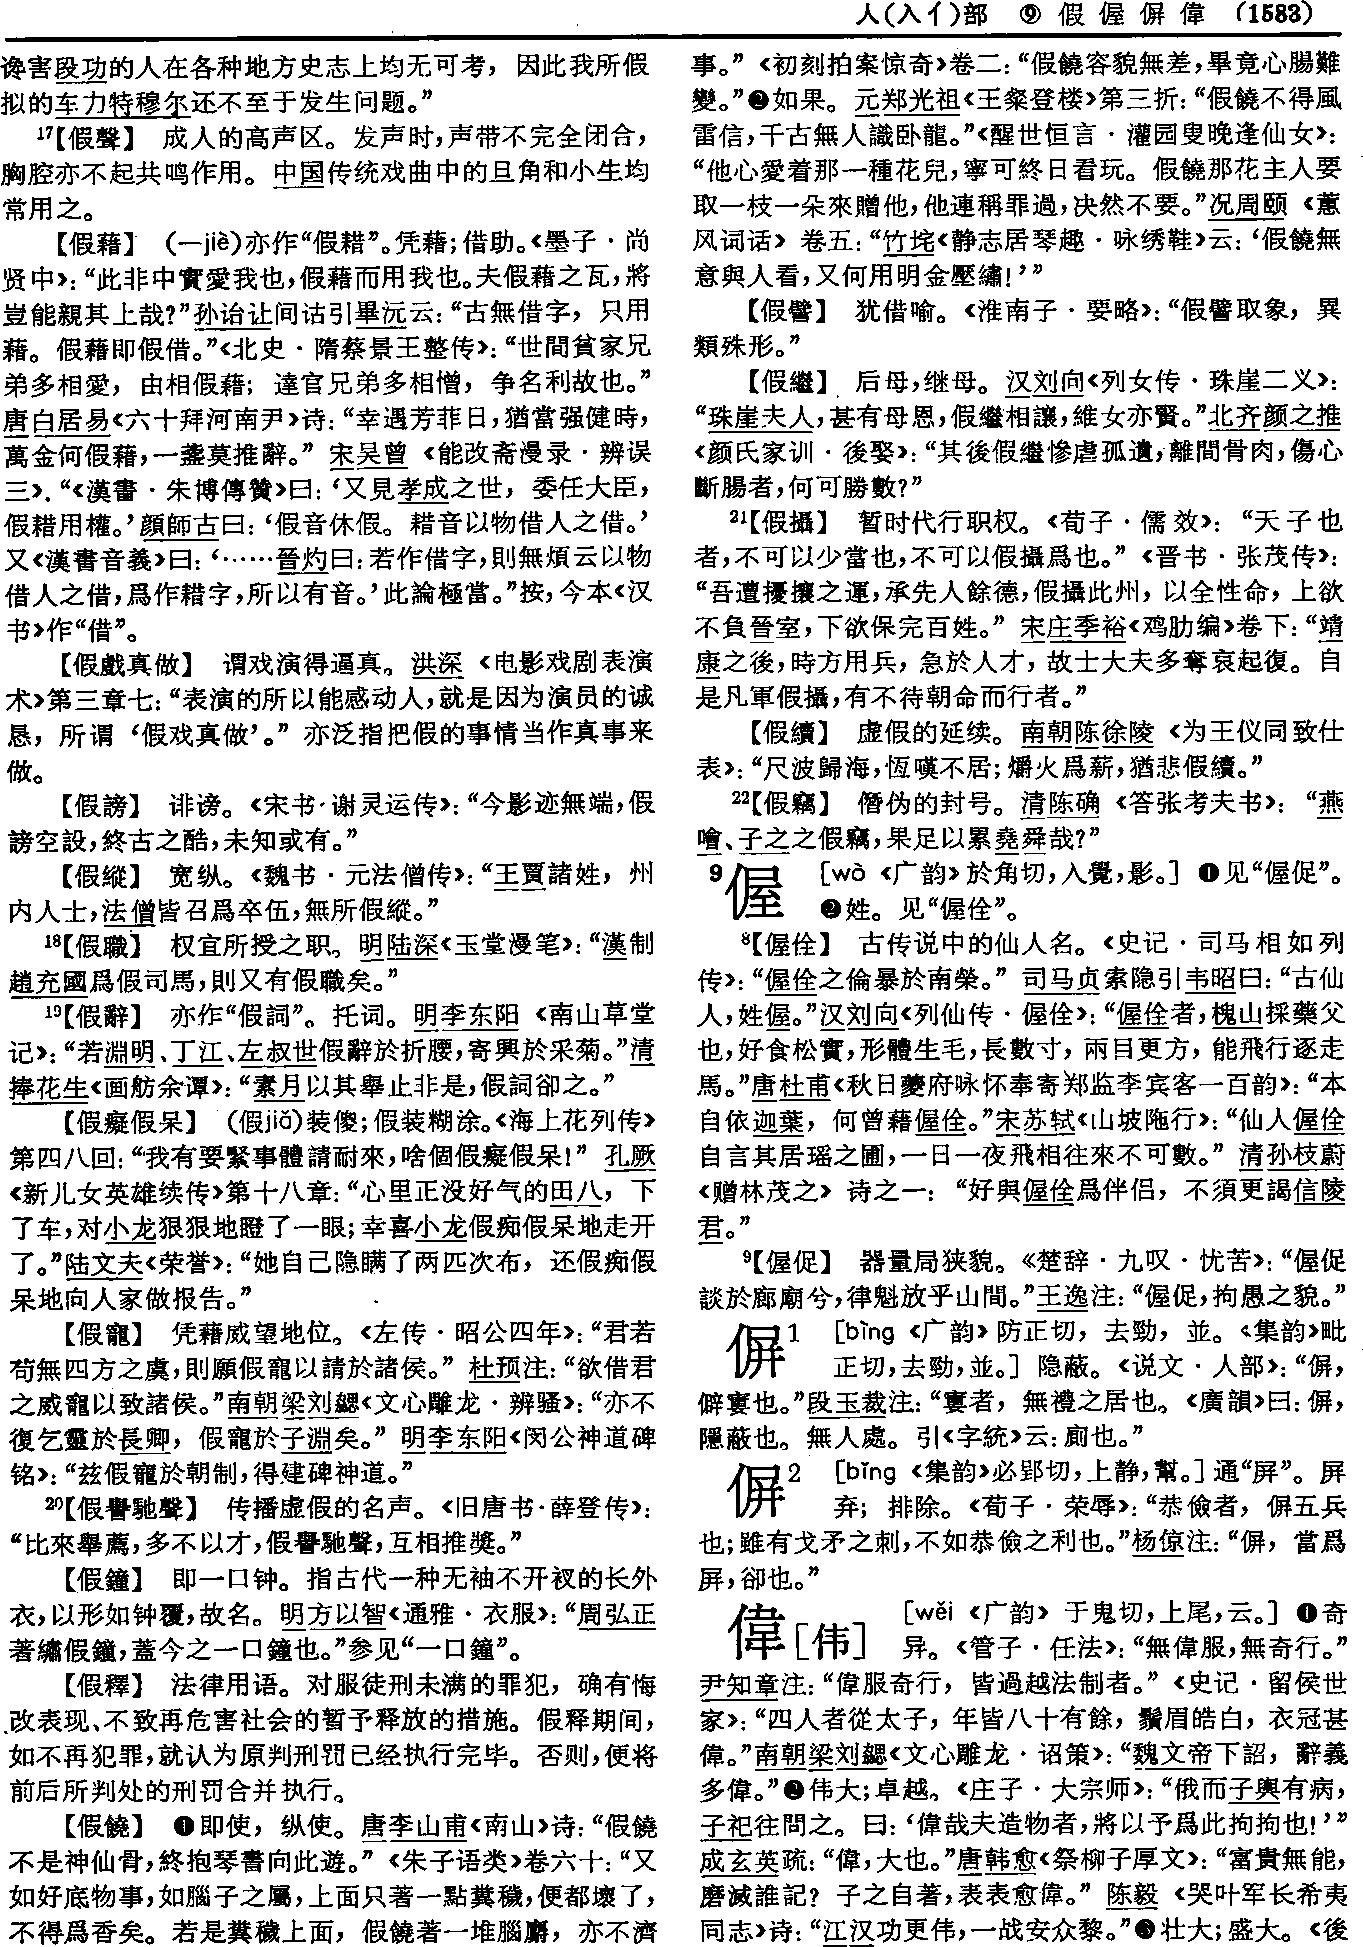 人(入亻)部 ⑨ 假 偓 偋 偉 (1583)
谗害段功的人在各种地方史志上均无可考，因此我所假
拟的车力特穆尔还不至于发生问题。”
17【假聲】 成人的高声区。发声时，声带不完全闭合，
胸腔亦不起共鸣作用。中国传统戏曲中的旦角和小生均
常用之。
【假藉】 (—jiè)亦作“假耤”。凭藉；借助。《墨子·尚
贤中》：“此非中實愛我也，假藉而用我也。夫假藉之瓦，將
豈能親其上哉？”孙诒让间诂引畢沅云：“古無借字，只用
藉。假藉即假借。”《北史·隋蔡景王整传》：“世間貧家兄
弟多相愛，由相假藉；達官兄弟多相憎，争名利故也。”
唐白居易《六十拜河南尹》诗：“幸遇芳菲日，猶當强健時，
萬金何假藉，一盞莫推辭。” 宋吴曾《能改斋漫录·辨误
三》．“《漢書·朱博傳贊》曰：‘又見孝成之世，委任大臣，
假耤用權。’顔師古曰：‘假音休假。耤音以物借人之借。’
又《漢書音義》曰：‘……晉灼曰：若作借字，則無煩云以物
借人之借，爲作耤字，所以有音。’此論極當。”按，今本《汉
书》作“借”。
【假戲真做】 谓戏演得逼真。洪深《电影戏剧表演
术》第三章七：“表演的所以能感动人，就是因为演员的诚
恳，所谓‘假戏真做’。” 亦泛指把假的事情当作真事来
做。
【假謗】 诽谤。《宋书·谢灵运传》：“今影迹無端，假
謗空設，終古之酷，未知或有。”
【假縱】 宽纵。《魏书·元法僧传》：“王賈諸姓，州
内人士，法僧皆召爲卒伍，無所假縱。”
18【假職】 权宜所授之职。明陆深《玉堂漫笔》：“漢制
趙充國爲假司馬，則又有假職矣。”
19【假辭】 亦作“假詞”。托词。明李东阳《南山草堂
记》：“若淵明、丁江、左叔世假辭於折腰，寄興於采菊。”清
捧花生《画舫余谭》：“素月以其舉止非是，假詞卻之。”
【假癡假呆】 (假jiǎ)装傻；假装糊涂。《海上花列传》
第四八回：“我有要緊事體請耐來，啥個假癡假呆！” 孔厥
《新儿女英雄续传》第十八章：“心里正没好气的田八，下
了车，对小龙狠狠地瞪了一眼；幸喜小龙假痴假呆地走开
了。”陆文夫《荣誉》：“她自己隐瞒了两匹次布，还假痴假
呆地向人家做报告。”
【假寵】 凭藉威望地位。《左传·昭公四年》：“君若
苟無四方之虞，則願假寵以請於諸侯。” 杜预注：“欲借君
之威寵以致諸侯。”南朝梁刘勰《文心雕龙·辨骚》：“亦不
復乞靈於長卿，假寵於子淵矣。” 明李东阳《闵公神道碑
铭》：“兹假寵於朝制，得建碑神道。”
20【假譽馳聲】 传播虚假的名声。《旧唐书·薛登传》：
“比來舉薦，多不以才，假譽馳聲，互相推奬。”
【假鐘】 即一口钟。指古代一种无袖不开衩的长外
衣，以形如钟覆，故名。明方以智《通雅·衣服》：“周弘正
著繡假鐘，蓋今之一口鐘也。”参见“一口鐘”。
【假釋】 法律用语。对服徒刑未满的罪犯，确有悔
改表现、不致再危害社会的暂予释放的措施。假释期间，
如不再犯罪，就认为原判刑罚已经执行完毕。否则，便将
前后所判处的刑罚合并执行。
【假饒】 ❶即使，纵使。唐李山甫《南山》诗：“假饒
不是神仙骨，終抱琴書向此遊。” 《朱子语类》卷六十：“又
如好底物事，如腦子之屬，上面只著一點糞穢，便都壞了，
不得爲香矣。若是糞穢上面，假饒著一堆腦麝，亦不濟
事。” 《初刻拍案惊奇》卷二：“假饒容貌無差，畢竟心腸難
變。”❷如果。元郑光祖《王粲登楼》第三折：“假饒不得風
雷信，千古無人識卧龍。”《醒世恒言·灌园叟晚逢仙女》：
“他心愛着那一種花兒，寧可終日看玩。假饒那花主人要
取一枝一朵來贈他，他連稱罪過，决然不要。”况周颐《蕙
风词话》卷五：“竹垞《静志居琴趣·咏绣鞋》云：‘假饒無
意與人看，又何用明金壓繡！’”
【假譬】 犹借喻。《淮南子·要略》：“假譬取象，異
類殊形。”
【假繼】 后母，继母。汉刘向《列女传·珠崖二义》：
“珠崖夫人，甚有母恩，假繼相讓，維女亦賢。”北齐颜之推
《颜氏家训·後娶》：“其後假繼慘虐孤遺，離間骨肉，傷心
斷腸者，何可勝數？”
21【假攝】 暂时代行职权。《荀子·儒效》：“天子也
者，不可以少當也，不可以假攝爲也。” 《晋书·张茂传》：
“吾遭擾攘之運，承先人餘德，假攝此州，以全性命，上欲
不負晉室，下欲保完百姓。” 宋庄季裕《鸡肋编》卷下：“靖
康之後，時方用兵，急於人才，故士大夫多奪哀起復。自
是凡軍假攝，有不待朝命而行者。”
【假續】 虚假的延续。南朝陈徐陵《为王仪同致仕
表》：“尺波歸海，恆嘆不居；爝火爲薪，猶悲假續。”
22【假竊】 僭伪的封号。清陈确《答张考夫书》：“燕
噲、子之之假竊，果足以累堯舜哉？”
9偓 [wò 《广韵》於角切，入覺，影。] ❶见“偓促”。
❷姓。见“偓佺”。
8【偓佺】 古传说中的仙人名。《史记·司马相如列
传》：“偓佺之倫暴於南榮。” 司马贞索隐引韦昭曰：“古仙
人，姓偓。”汉刘向《列仙传·偓佺》：“偓佺者，槐山採藥父
也，好食松實，形體生毛，長數寸，兩目更方，能飛行逐走
馬。”唐杜甫《秋日夔府咏怀奉寄郑监李宾客一百韵》：“本
自依迦葉，何曾藉偓佺。”宋苏轼《山坡陁行》：“仙人偓佺
自言其居瑶之圃，一日一夜飛相往來不可數。” 清孙枝蔚
《赠林茂之》诗之一：“好與偓佺爲伴侣，不須更謁信陵
君。”
9【偓促】 器量局狭貌。《楚辞·九叹·忧苦》：“偓促
談於廊廟兮，律魁放乎山間。”王逸注：“偓促，拘愚之貌。”
偋1 [bìng 《广韵》防正切，去勁，並。《集韵》毗
正切，去勁，並。] 隐蔽。《说文·人部》：“偋，
僻寠也。”段玉裁注：“寠者，無禮之居也。《廣韻》曰：偋，
隱蔽也。無人處。引《字統》云：廁也。”
偋2 [bǐng 《集韵》必郢切，上静，幫。] 通“屏”。屏
弃；排除。《荀子·荣辱》：“恭儉者，偋五兵
也；雖有戈矛之刺，不如恭儉之利也。”杨倞注：“偋，當爲
屏，卻也。”
偉[伟] [wěi 《广韵》于鬼切，上尾，云。] ❶奇
异。《管子·任法》：“無偉服，無奇行。”
尹知章注：“偉服奇行，皆過越法制者。” 《史记·留侯世
家》：“四人者從太子，年皆八十有餘，鬚眉皓白，衣冠甚
偉。”南朝梁刘勰《文心雕龙·诏策》：“魏文帝下詔，辭義
多偉。”❷伟大；卓越。《庄子·大宗师》：“俄而子輿有病，
子祀往問之。曰：‘偉哉夫造物者，將以予爲此拘拘也！’”
成玄英疏：“偉，大也。”唐韩愈《祭柳子厚文》：“富貴無能，
磨滅誰記？子之自著，表表愈偉。” 陈毅《哭叶军长希夷
同志》诗：“江汉功更伟，一战安众黎。”❸壮大；盛大。《後